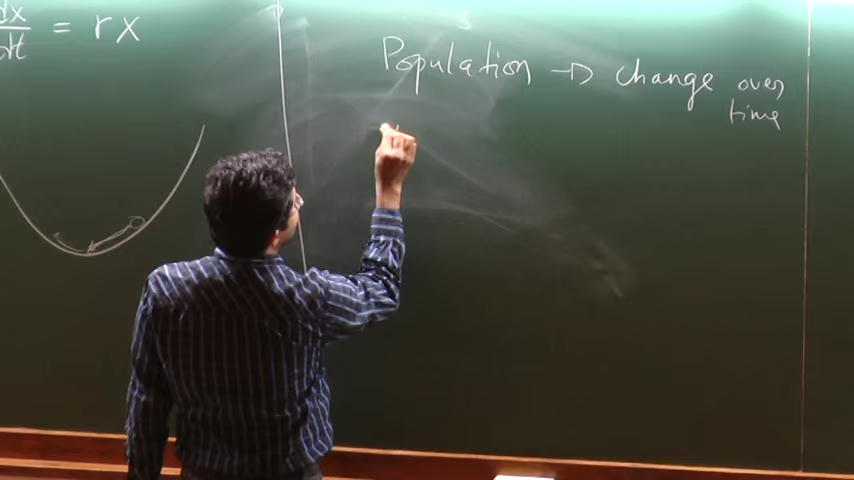 dx/dt = rx
Population → change over
time